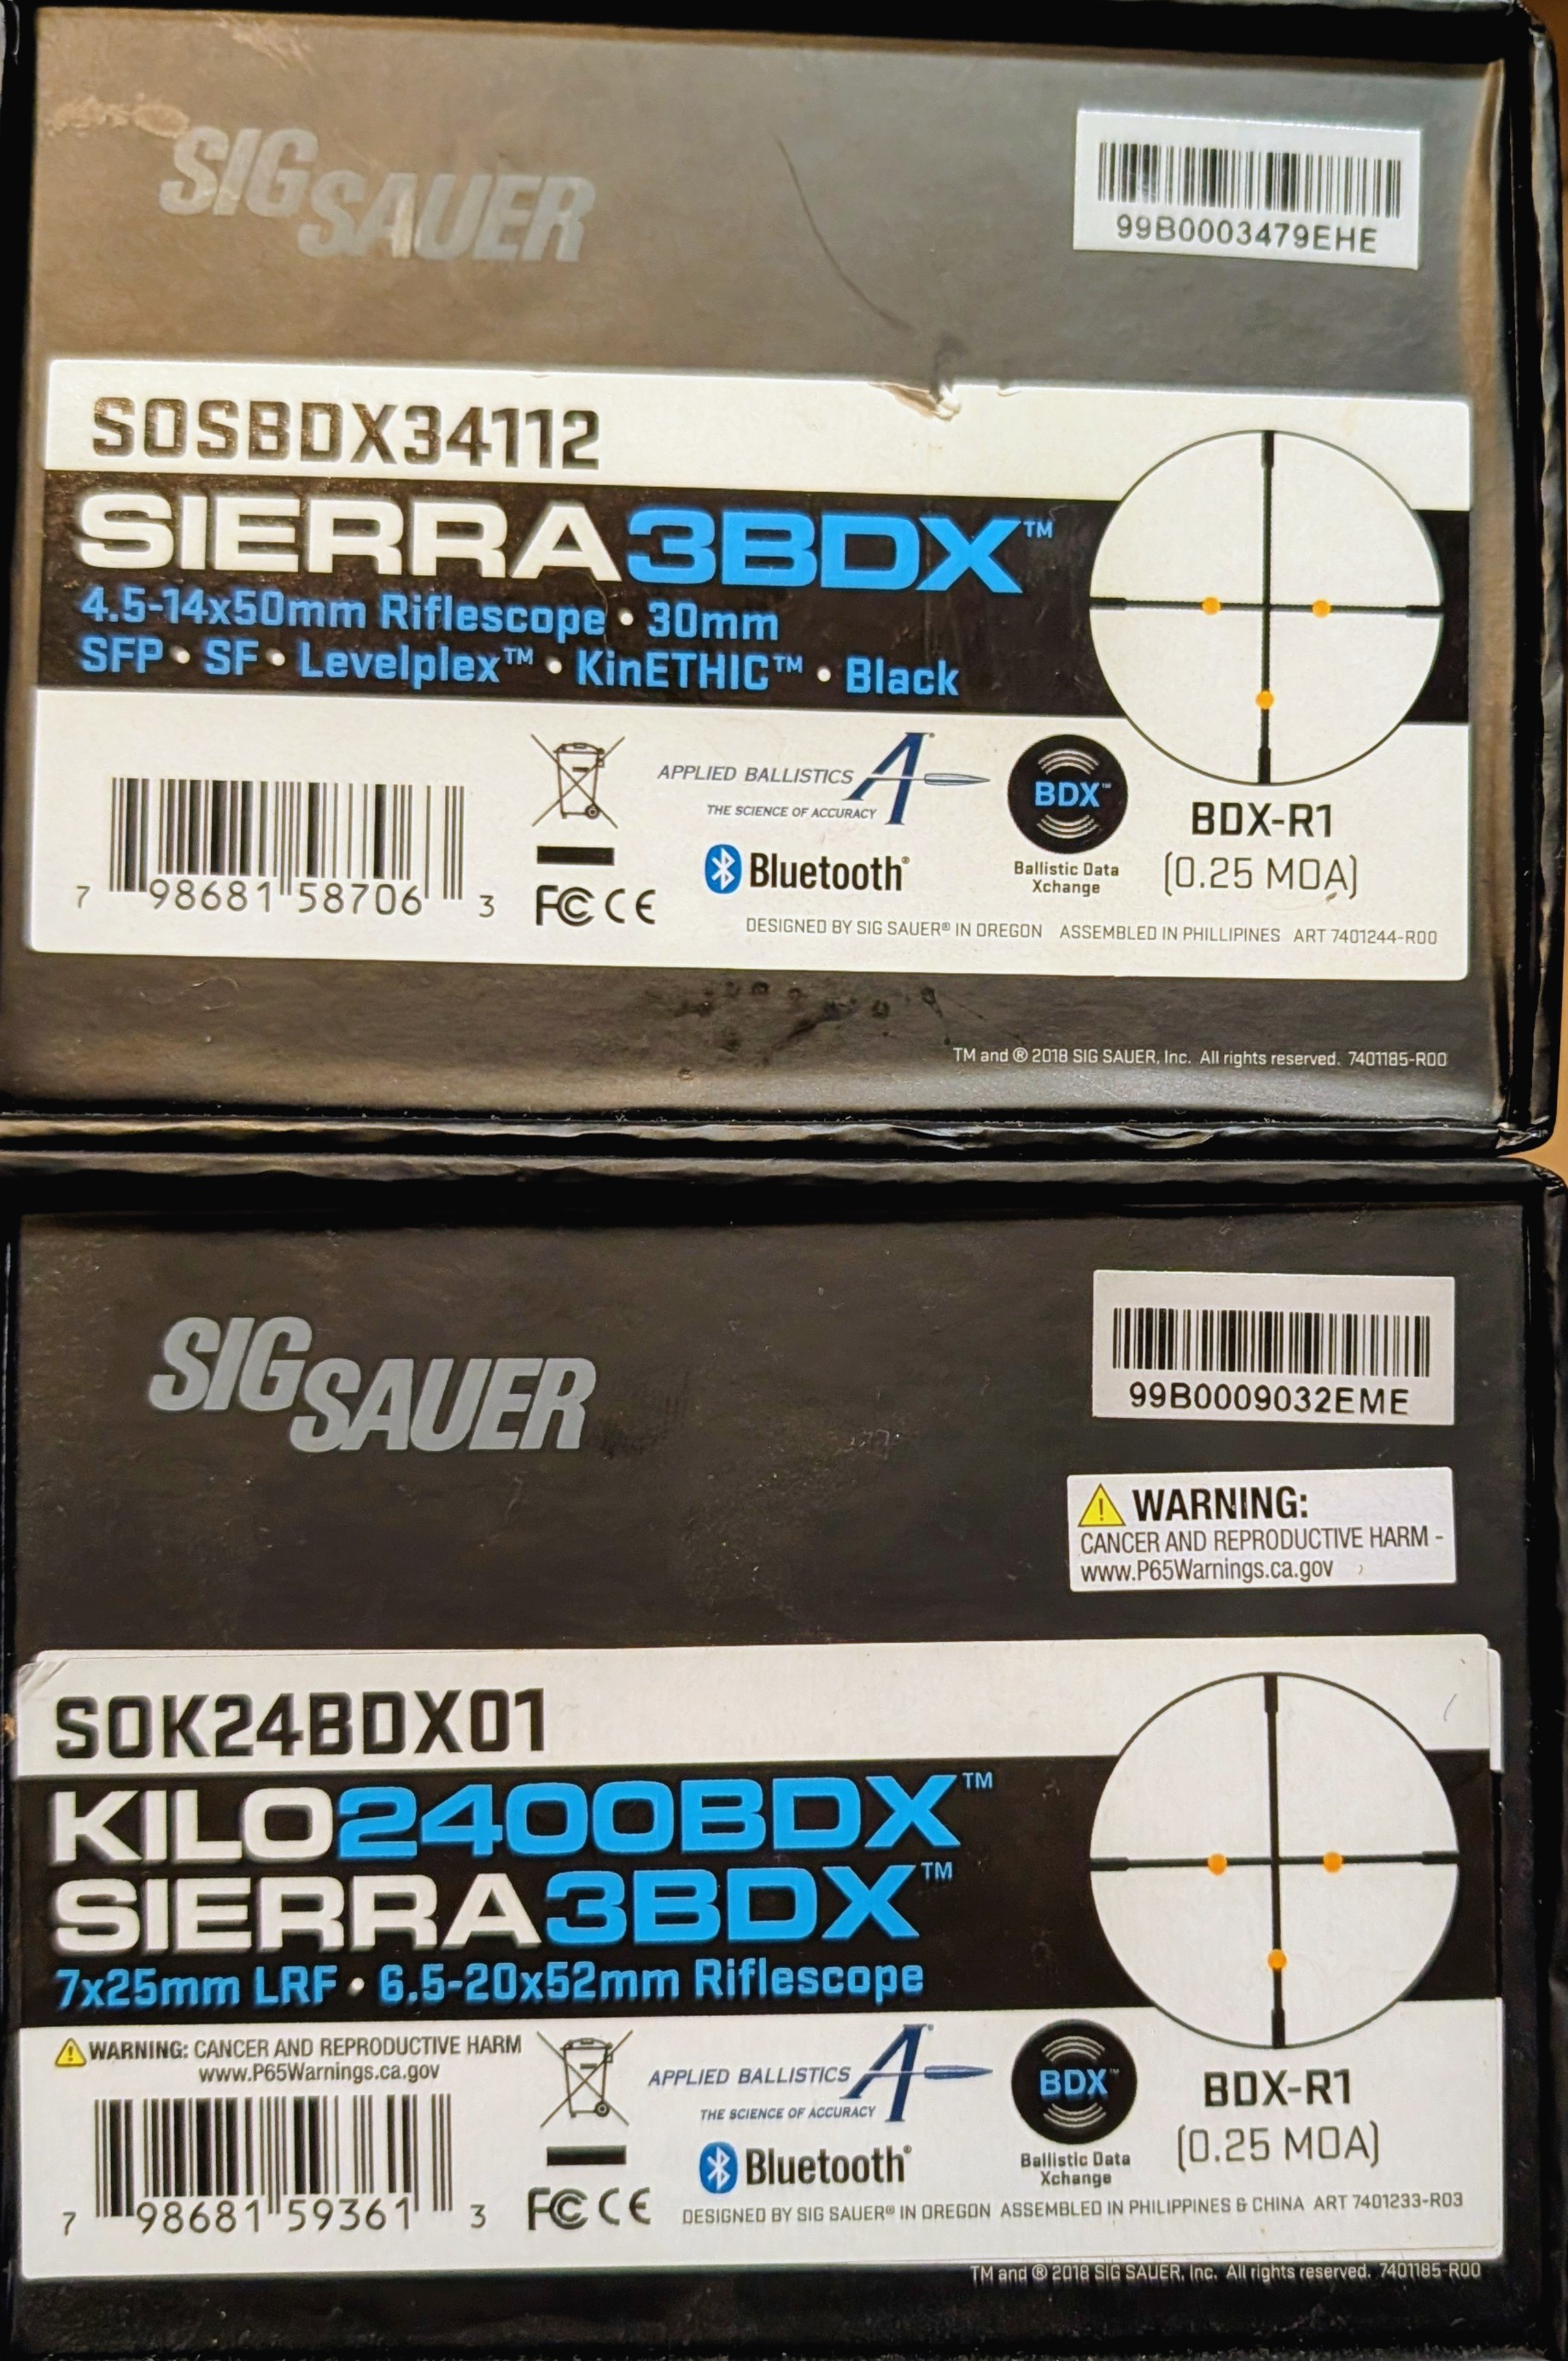 SIG SAUER
99B0003479EHE
SOSBDX34112
SIERRA3BDX™
4.5-14x50mm Riflescope • 30mm
SFP • SF • Levelplex™ • KinETHIC™ • Black
APPLIED BALLISTICS
THE SCIENCE OF ACCURACY
BDX™
Ballistic Data
Xchange
BDX-R1
(0.25 MOA)
7 98681 58706 3
FC CE
Bluetooth®
DESIGNED BY SIG SAUER® IN OREGON ASSEMBLED IN PHILLIPINES ART 7401244-R00
TM and ® 2018 SIG SAUER, Inc. All rights reserved. 7401185-R00
SIG SAUER
99B0009032EME
WARNING:
CANCER AND REPRODUCTIVE HARM -
www.P65Warnings.ca.gov
SOK24BDX01
KILO2400BDX™
SIERRA3BDX™
7x25mm LRF • 6.5-20x52mm Riflescope
WARNING: CANCER AND REPRODUCTIVE HARM
www.P65Warnings.ca.gov
APPLIED BALLISTICS
THE SCIENCE OF ACCURACY
BDX™
Ballistic Data
Xchange
BDX-R1
(0.25 MOA)
7 98681 59361 3
FC CE
Bluetooth®
DESIGNED BY SIG SAUER® IN OREGON ASSEMBLED IN PHILIPPINES & CHINA ART 7401233-R03
TM and ® 2018 SIG SAUER, Inc. All rights reserved. 7401185-R00